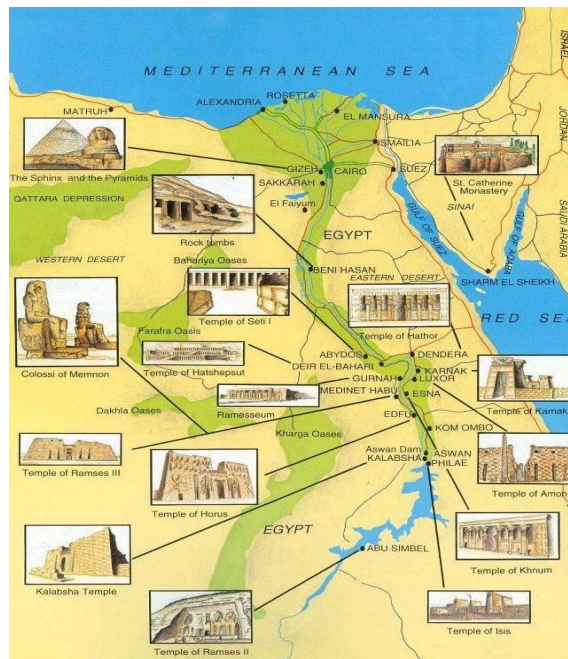 MEDITERRANEAN SEA
ISRAEL
ROSETTA
MATRUH
ALEXANDRIA
EL MANSURA
JORDAN
ISMAILIA
GIZEH
CAIRO
SUEZ
The Sphinx and the Pyramids
SAKKARAH
St. Catherine
Monastery
QATTARA DEPRESSION
El Faiyum
SINAI
GULF OF SUEZ
GULF OF AQABA
SAUDI ARABIA
Rock tombs
EGYPT
WESTERN DESERT
Bahariya Oases
BENI HASAN
EASTERN DESERT
SHARM EL SHEIKH
Temple of Seti I
RED SEA
Farafra Oasis
Temple of Hathor
Colossi of Memnon
Temple of Hatshepsut
ABYDOS
DENDERA
DEIR EL-BAHARI
KARNAK
GURNAH
LUXOR
MEDINET HABU
ESNA
Temple of Karnak
Dakhla Oases
Ramesseum
EDFU
KOM OMBO
Kharga Oases
Temple of Ramses III
Aswan Dam
ASWAN
KALABSHA
PHILAE
Temple of Amon
Temple of Horus
EGYPT
ABU SIMBEL
Temple of Khnum
Kalabsha Temple
Temple of Isis
Temple of Ramses II